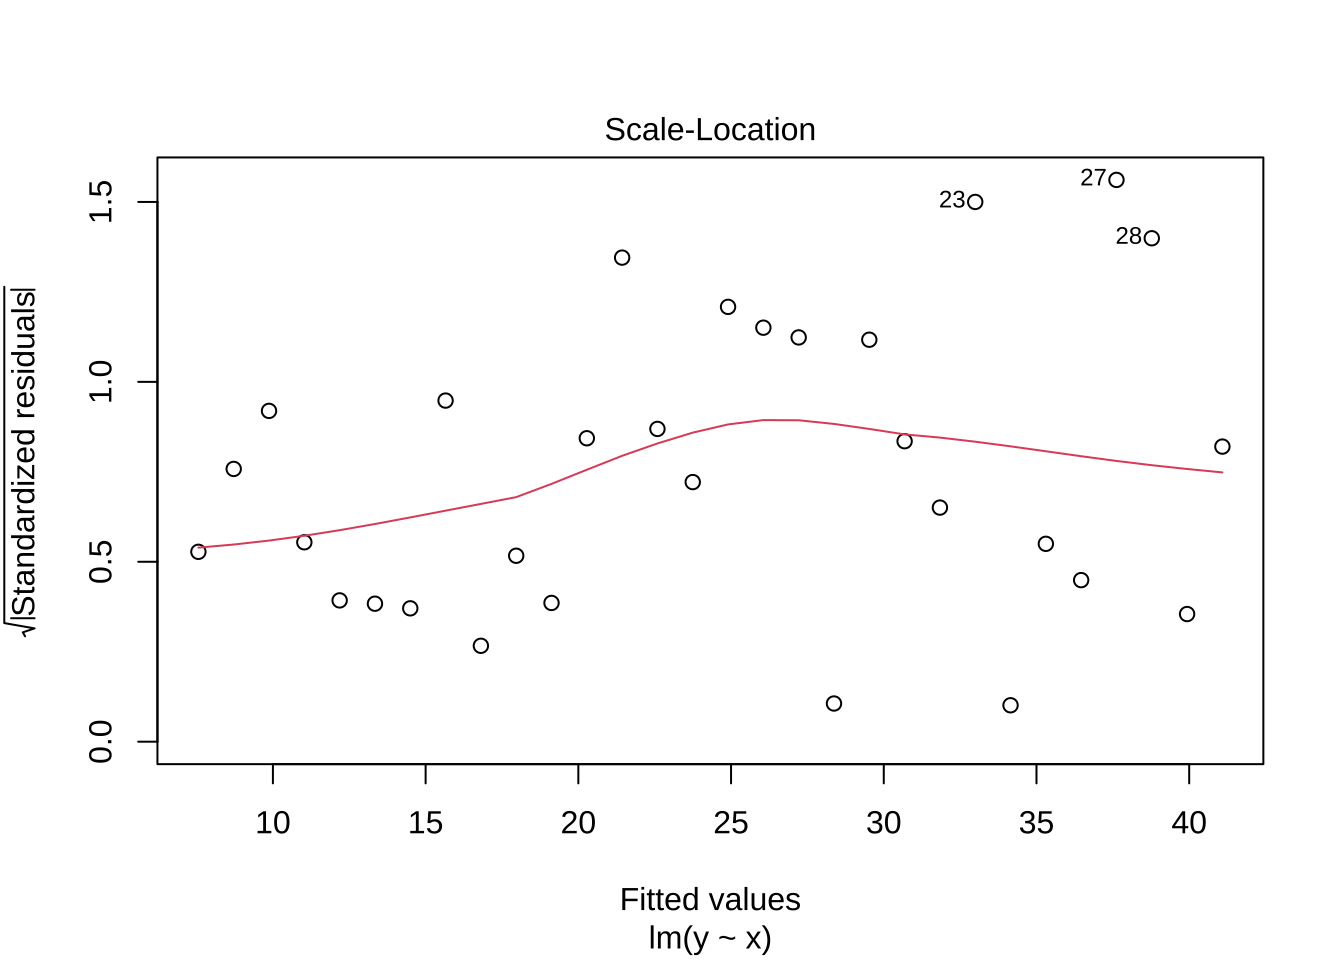 Scale-Location
√|Standardized residuals|
1.5
1.0
0.5
0.0
23
27
28
10 15 20 25 30 35 40
Fitted values
lm(y ~ x)